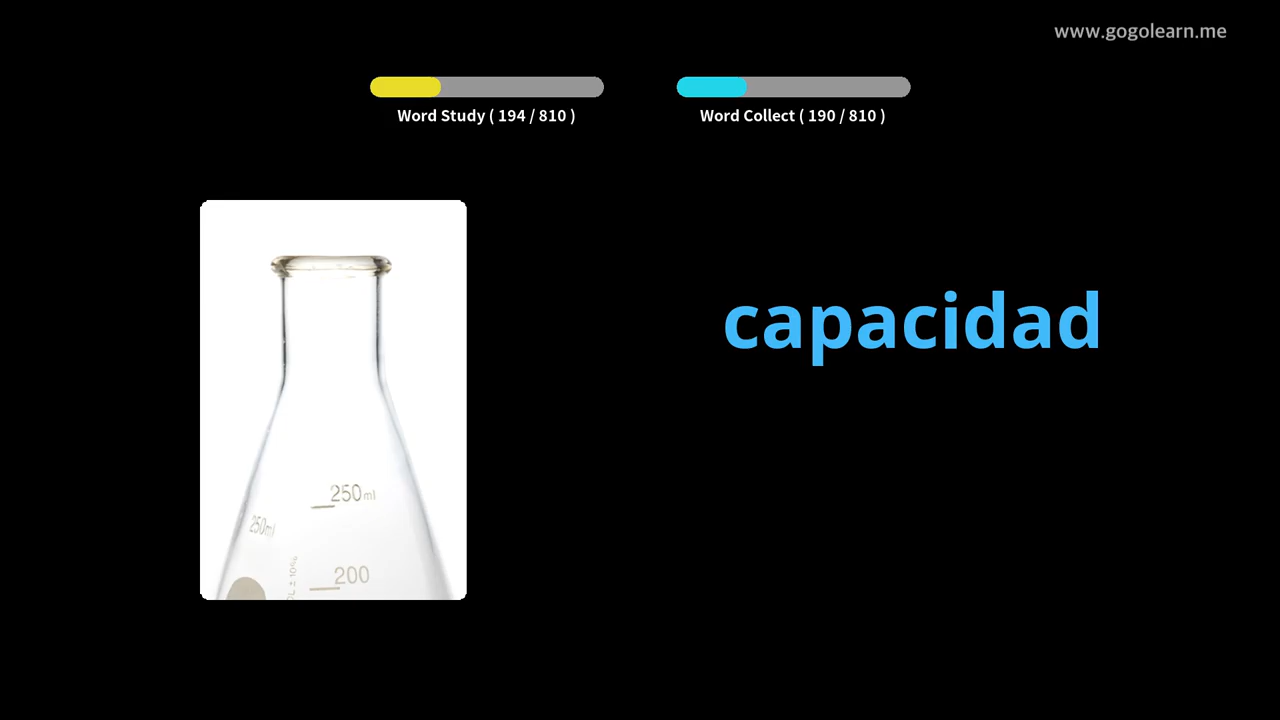 www.gogolearn.me
Word Study ( 194 / 810 )
Word Collect ( 190 / 810 )
capacidad
250ml
250ml
200